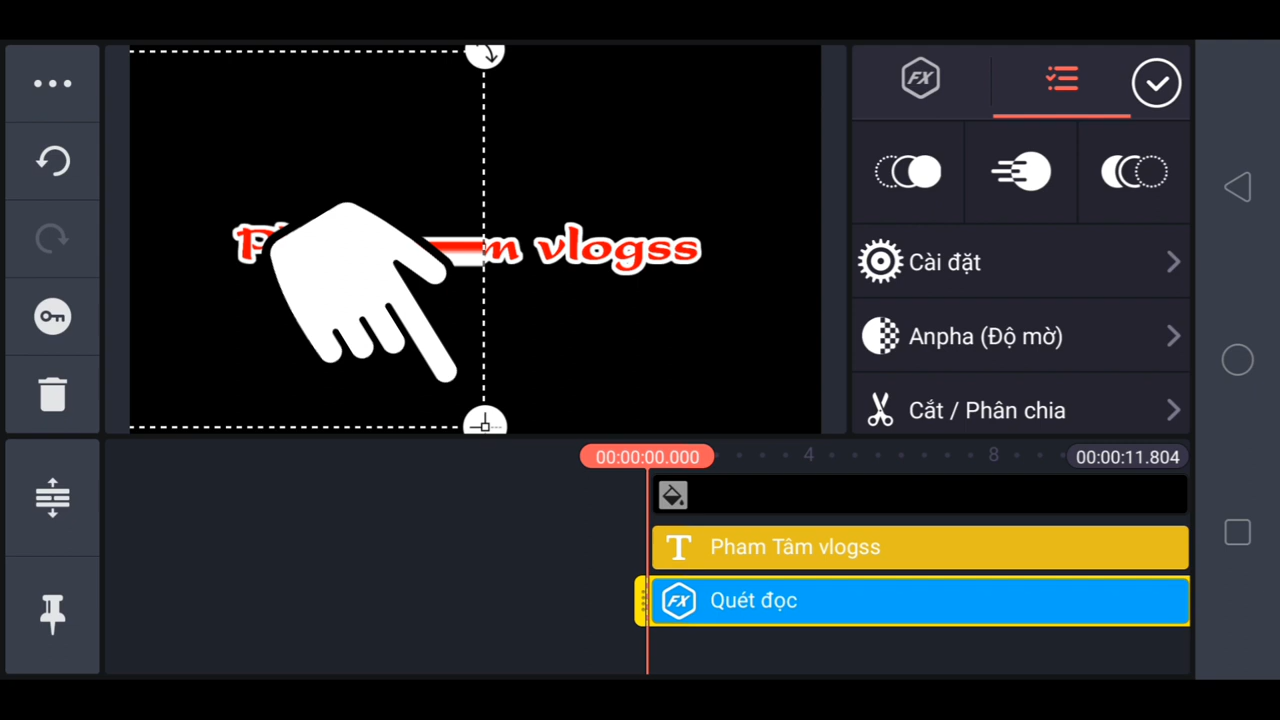 FX
P m vlogss
Cài đặt
Anpha (Độ mờ)
Cắt / Phân chia
00:00:00.000
4
8
00:00:11.804
T Pham Tâm vlogss
FX Quét đọc